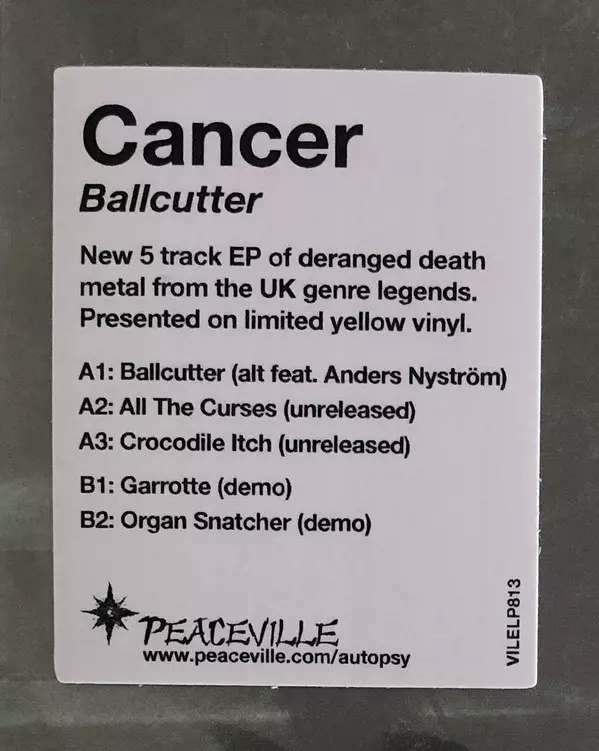 Cancer
Ballcutter
New 5 track EP of deranged death
metal from the UK genre legends.
Presented on limited yellow vinyl.
A1: Ballcutter (alt feat. Anders Nyström)
A2: All The Curses (unreleased)
A3: Crocodile Itch (unreleased)
B1: Garrotte (demo)
B2: Organ Snatcher (demo)
PEACEVILLE
www.peaceville.com/autopsy
VILELP813